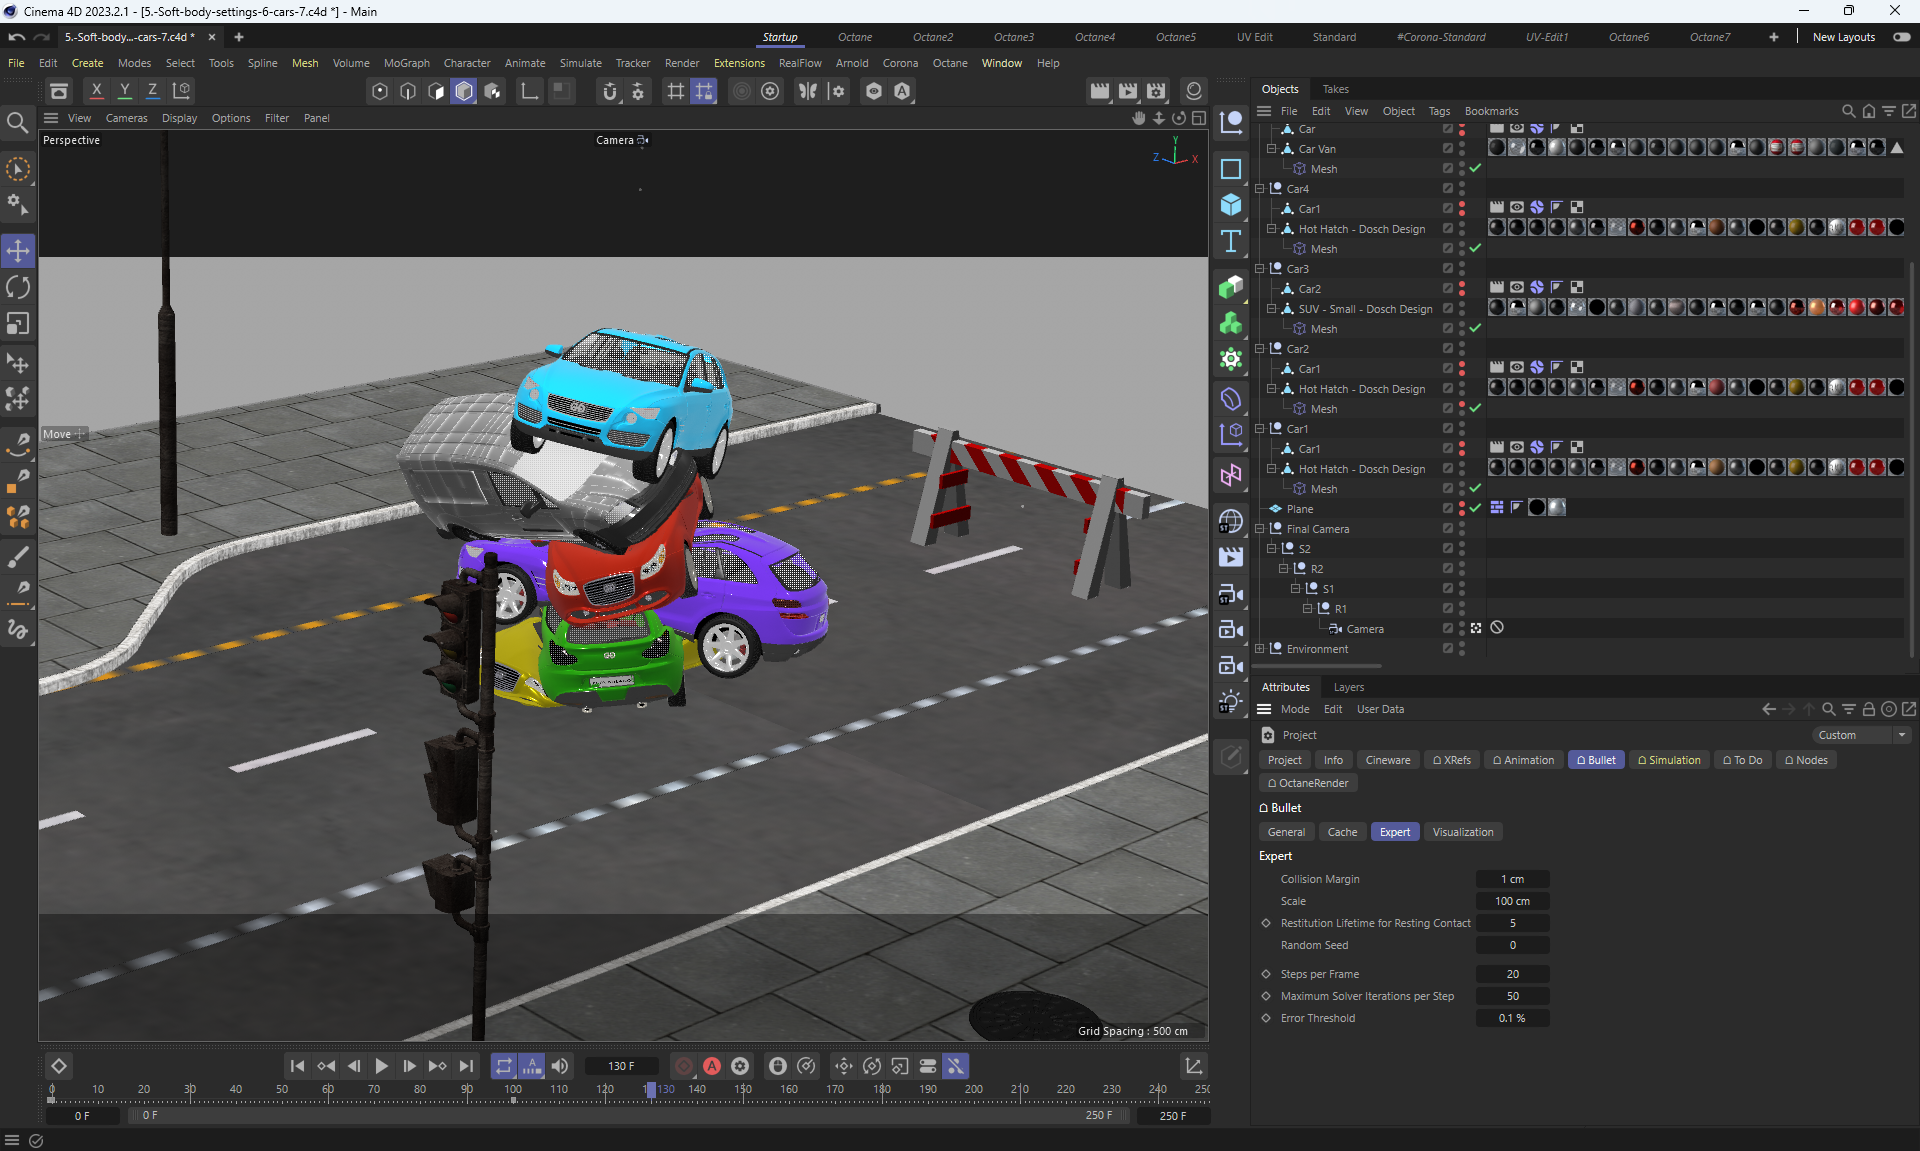 Cinema 4D 2023.2.1 - [5.-Soft-body-settings-6-cars-7.c4d *] - Main
5.-Soft-body...-cars-7.c4d *
Startup Octane Octane2 Octane3 Octane4 Octane5 UV Edit Standard #Corona-Standard UV-Edit1 Octane6 Octane7 New Layouts
File Edit Create Modes Select Tools Spline Mesh Volume MoGraph Character Animate Simulate Tracker Render Extensions RealFlow Arnold Corona Octane Window Help
X Y Z
View Cameras Display Options Filter Panel
Perspective
Camera
Y
Z X
Move
Grid Spacing : 500 cm
Objects Takes
File Edit View Object Tags Bookmarks
Car
Car Van
Mesh
Car4
Car1
Hot Hatch - Dosch Design
Mesh
Car3
Car2
SUV - Small - Dosch Design
Mesh
Car2
Car1
Hot Hatch - Dosch Design
Mesh
Car1
Car1
Hot Hatch - Dosch Design
Mesh
Plane
Final Camera
S2
R2
S1
R1
Camera
Environment
Attributes Layers
Mode Edit User Data
Project Custom
Project Info Cineware XRefs Animation Bullet Simulation To Do Nodes
OctaneRender
Bullet
General Cache Expert Visualization
Expert
Collision Margin 1 cm
Scale 100 cm
Restitution Lifetime for Resting Contact 5
Random Seed 0
Steps per Frame 20
Maximum Solver Iterations per Step 50
Error Threshold 0.1 %
130 F
0 10 20 30 40 50 60 70 80 90 100 110 120 130 140 150 160 170 180 190 200 210 220 230 240
0 F 0 F 250 F 250 F